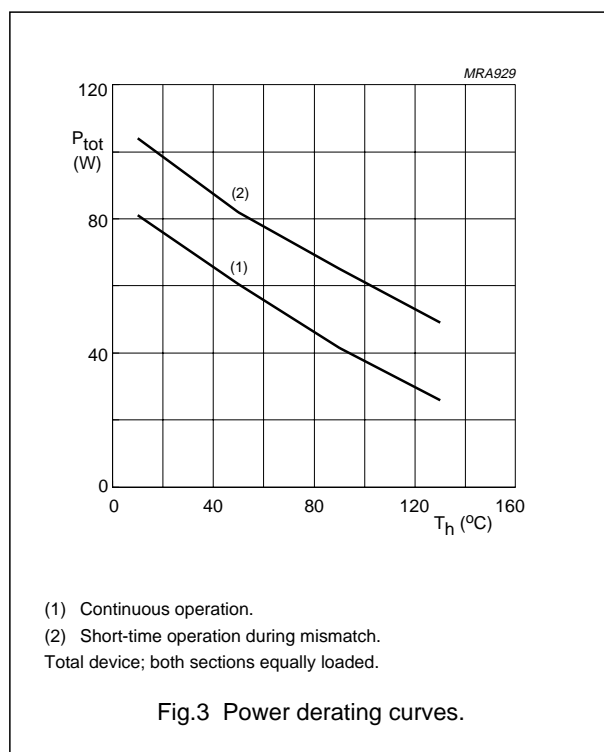 MRA929
120
P_tot
(W)
80
40
0
(2)
(1)
0 40 80 120 160
T_h (°C)
(1) Continuous operation.
(2) Short-time operation during mismatch.
Total device; both sections equally loaded.
Fig.3 Power derating curves.